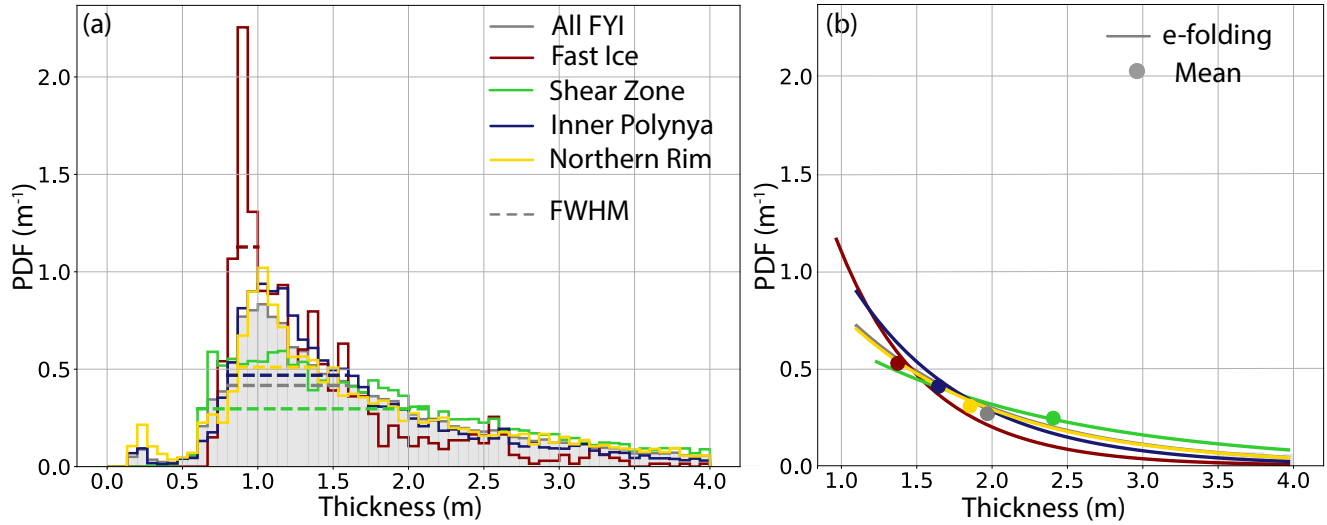 (a)
All FYI
Fast Ice
Shear Zone
Inner Polynya
Northern Rim
FWHM
PDF (m⁻¹)
2.0
1.5
1.0
0.5
0.0
0.0 0.5 1.0 1.5 2.0 2.5 3.0 3.5 4.0
Thickness (m)
(b)
e-folding
Mean
PDF (m⁻¹)
2.0
1.5
1.0
0.5
0.0
1.0 1.5 2.0 2.5 3.0 3.5 4.0
Thickness (m)